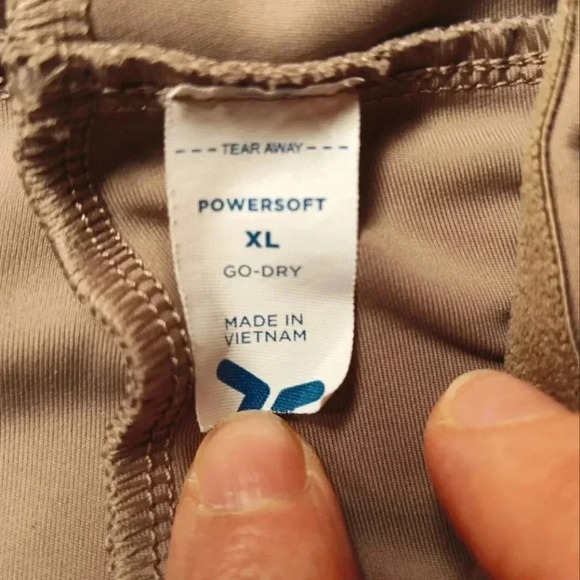 --- TEAR AWAY ---
POWERSOFT
XL
GO-DRY
MADE IN
VIETNAM